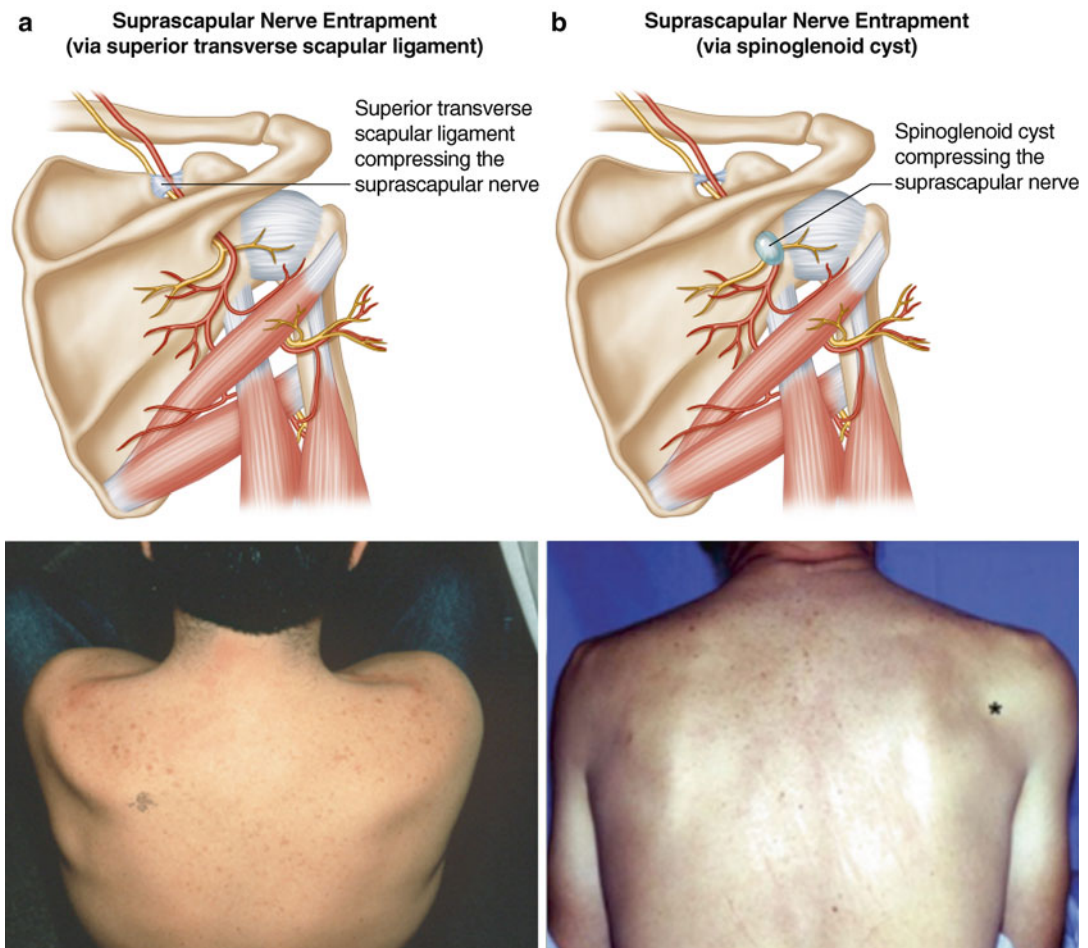 a
Suprascapular Nerve Entrapment
(via superior transverse scapular ligament)
Superior transverse
scapular ligament
compressing the
suprascapular nerve
b
Suprascapular Nerve Entrapment
(via spinoglenoid cyst)
Spinoglenoid cyst
compressing the
suprascapular nerve
*